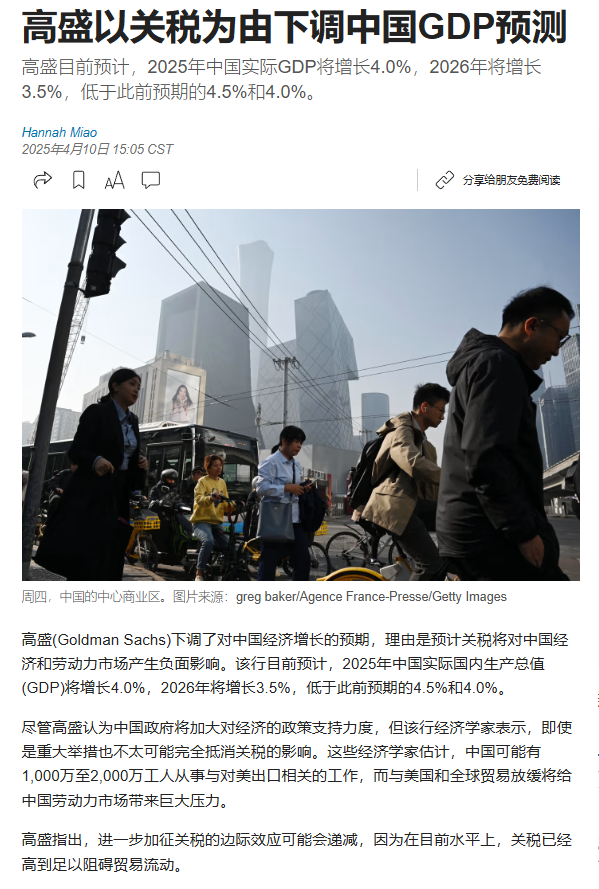 高盛以关税为由下调中国GDP预测
高盛目前预计，2025年中国实际GDP将增长4.0%，2026年将增长
3.5%，低于此前预期的4.5%和4.0%。
Hannah Miao
2025年4月10日 15:05 CST
分享给朋友免费阅读
周四，中国的中心商业区。图片来源：greg baker/Agence France-Presse/Getty Images
高盛(Goldman Sachs)下调了对中国经济增长的预期，理由是预计关税将对中国经
济和劳动力市场产生负面影响。该行目前预计，2025年中国实际国内生产总值
(GDP)将增长4.0%，2026年将增长3.5%，低于此前预期的4.5%和4.0%。
尽管高盛认为中国政府将加大对经济的政策支持力度，但该行经济学家表示，即使
是重大举措也不太可能完全抵消关税的影响。这些经济学家估计，中国可能有
1,000万至2,000万工人从事与对美出口相关的工作，而与美国和全球贸易放缓将给
中国劳动力市场带来巨大压力。
高盛指出，进一步加征关税的边际效应可能会递减，因为在目前水平上，关税已经
高到足以阻碍贸易流动。